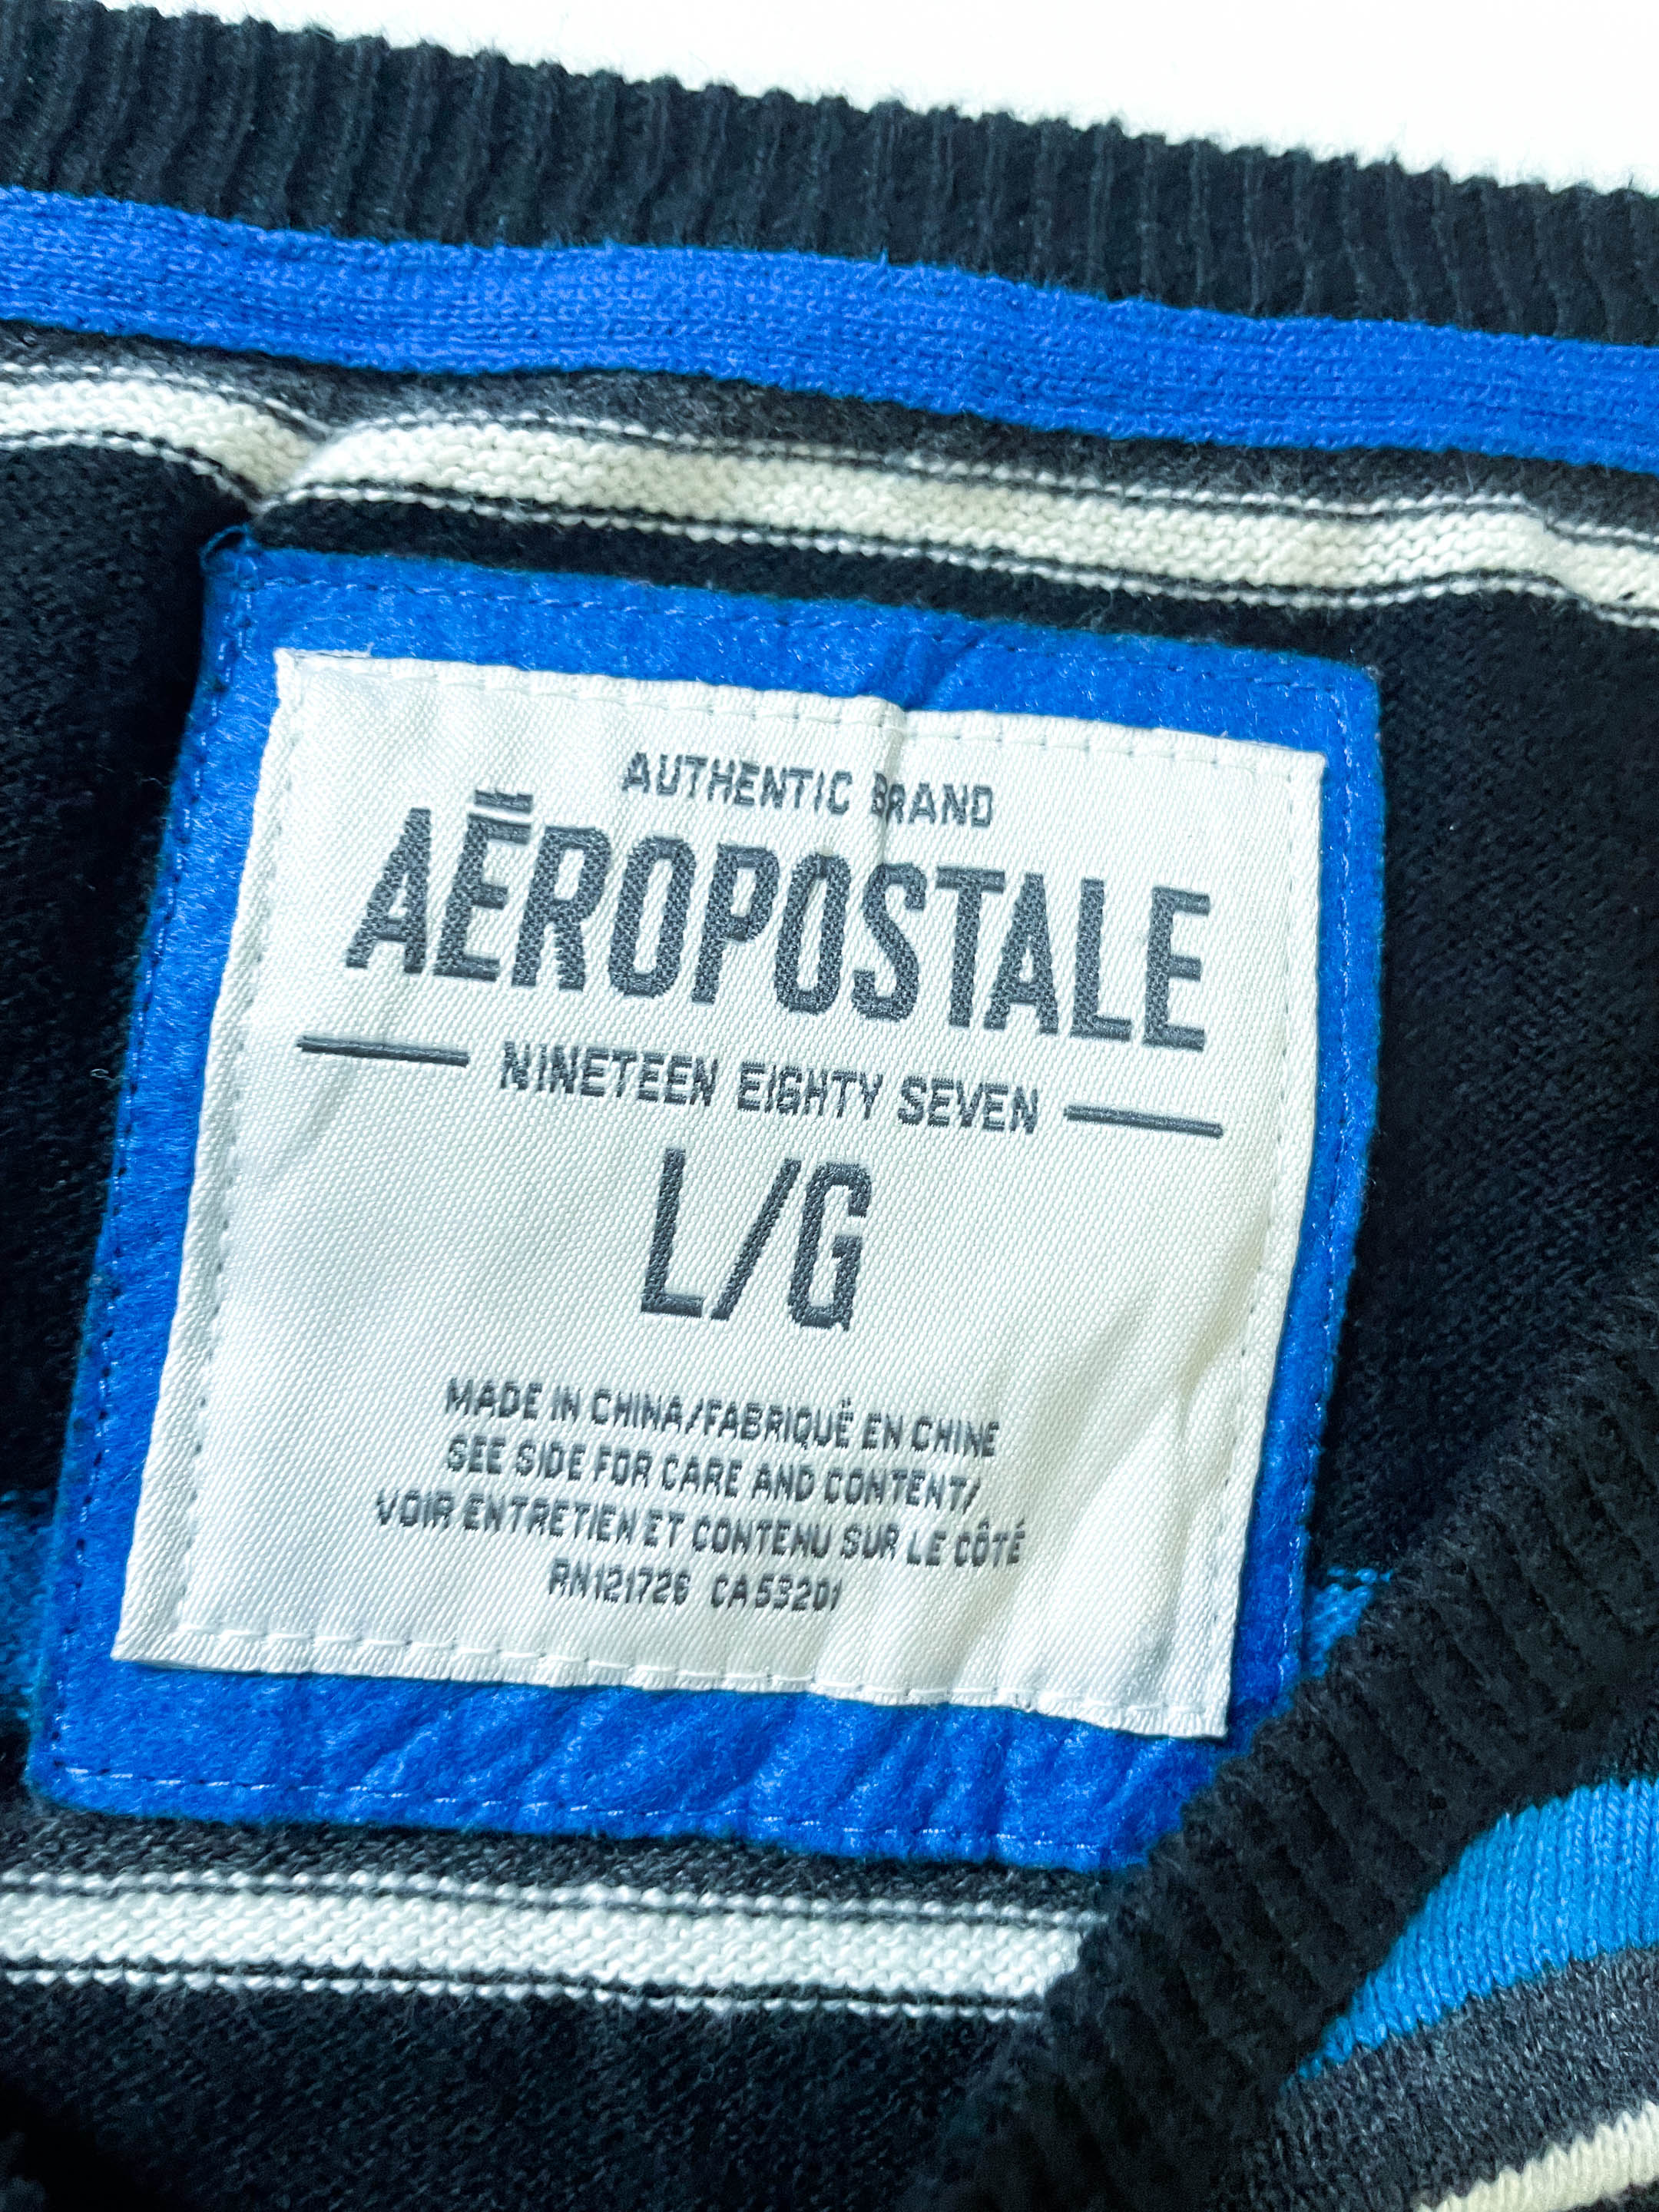 AUTHENTIC BRAND
AĒROPOSTALE
NINETEEN EIGHTY SEVEN
L/G
MADE IN CHINA/FABRIQUÉ EN CHINE
SEE SIDE FOR CARE AND CONTENT/
VOIR ENTRETIEN ET CONTENU SUR LE CÔTÉ
RN121726 CA53201